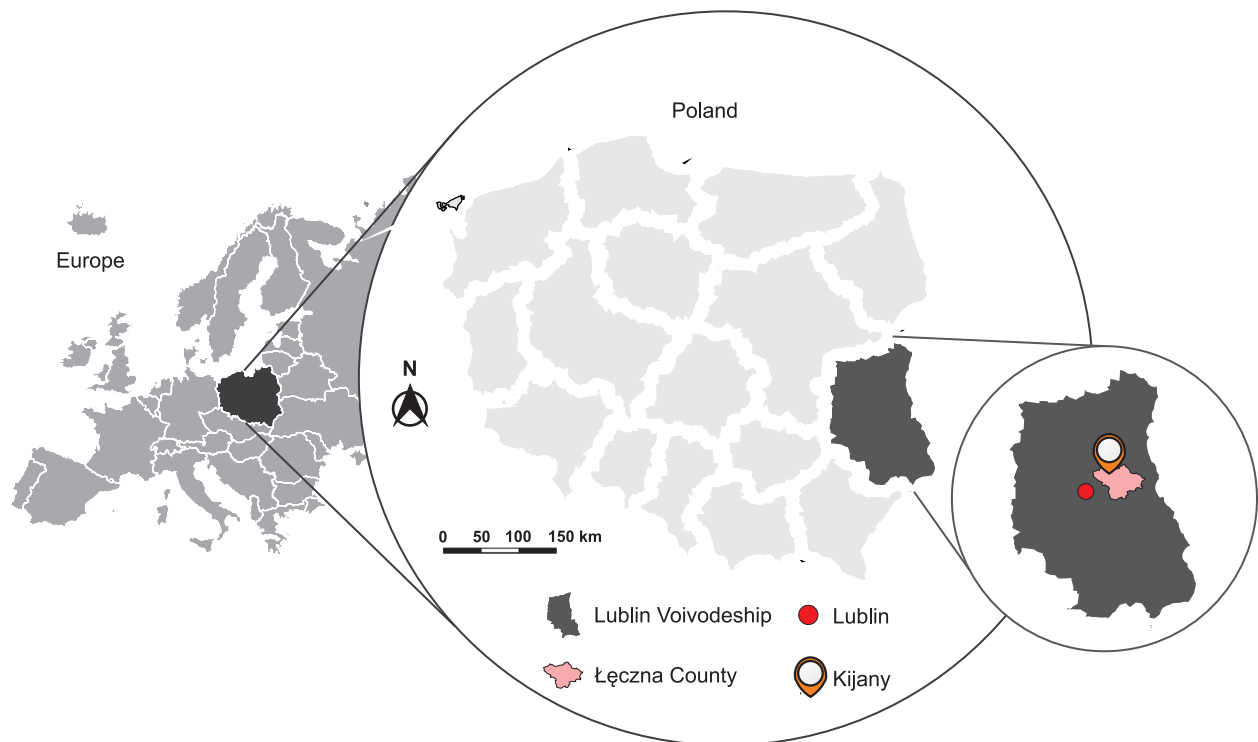 Poland
Europe
N
0 50 100 150 km
Lublin Voivodeship
Lublin
Łęczna County
Kijany